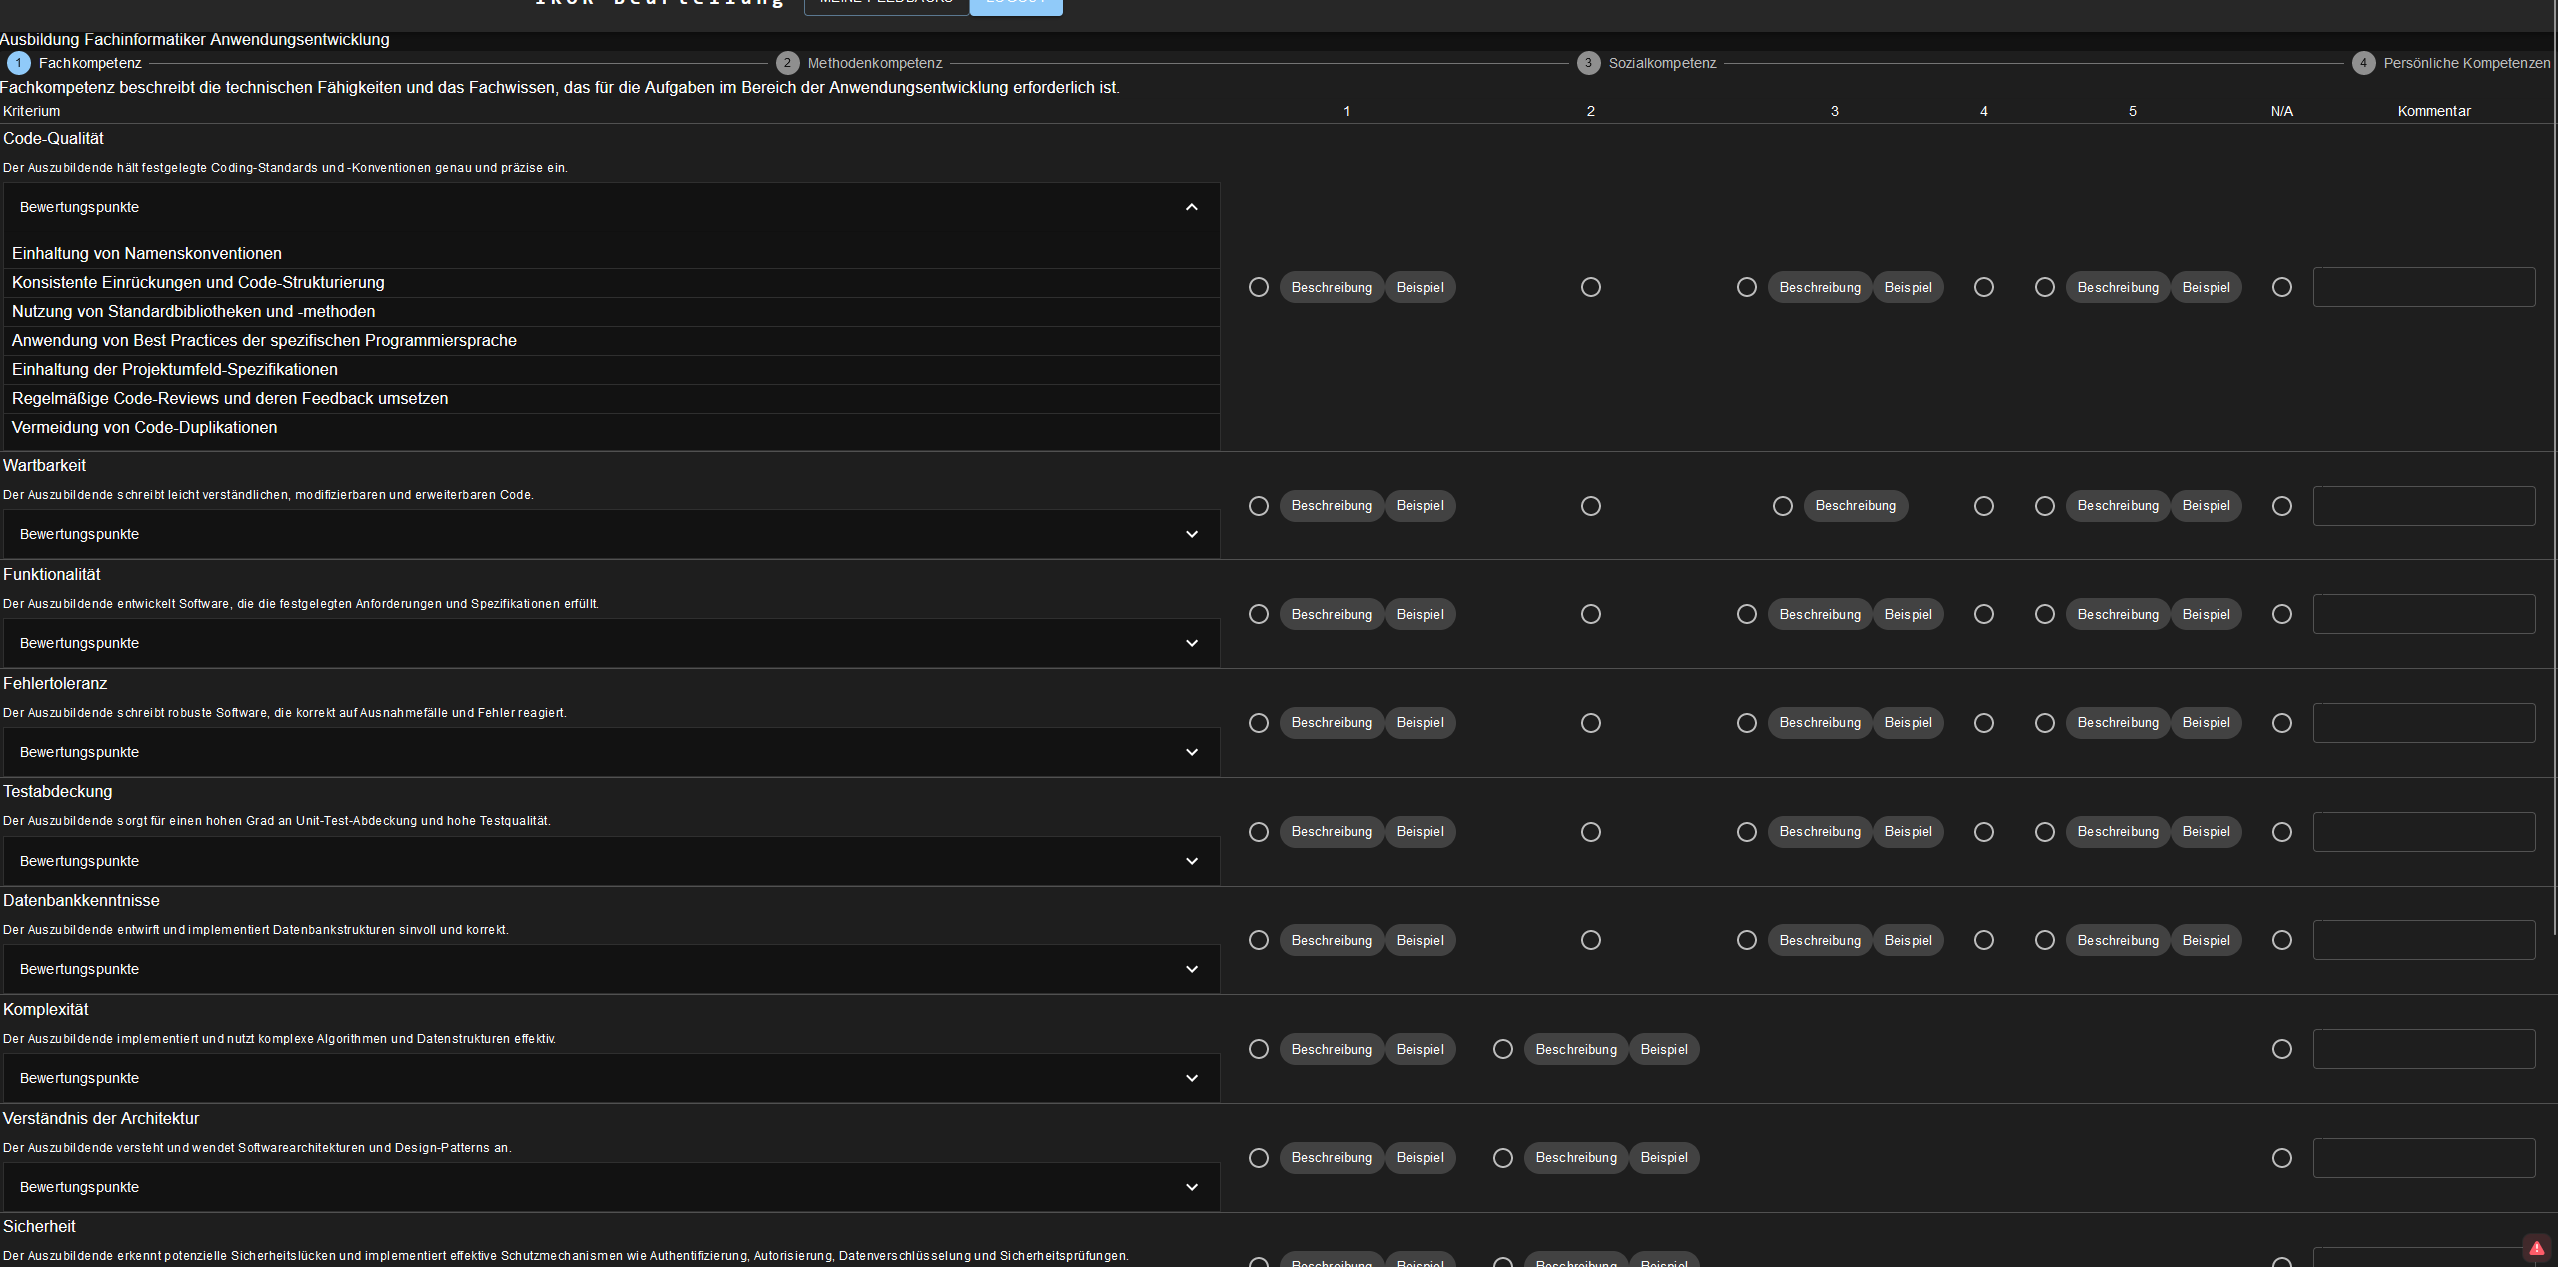 Ausbildung Fachinformatiker Anwendungsentwicklung
1 Fachkompetenz 2 Methodenkompetenz 3 Sozialkompetenz 4 Persönliche Kompetenzen
Fachkompetenz beschreibt die technischen Fähigkeiten und das Fachwissen, das für die Aufgaben im Bereich der Anwendungsentwicklung erforderlich ist.
Kriterium 1 2 3 4 5 N/A Kommentar
Code-Qualität
Der Auszubildende hält festgelegte Coding-Standards und -Konventionen genau und präzise ein.
Bewertungspunkte
Einhaltung von Namenskonventionen
Konsistente Einrückungen und Code-Strukturierung
Beschreibung Beispiel Beschreibung Beispiel Beschreibung Beispiel
Nutzung von Standardbibliotheken und -methoden
Anwendung von Best Practices der spezifischen Programmiersprache
Einhaltung der Projektumfeld-Spezifikationen
Regelmäßige Code-Reviews und deren Feedback umsetzen
Vermeidung von Code-Duplikationen
Wartbarkeit
Der Auszubildende schreibt leicht verständlichen, modifizierbaren und erweiterbaren Code.
Beschreibung Beispiel Beschreibung Beschreibung Beispiel
Bewertungspunkte
Funktionalität
Der Auszubildende entwickelt Software, die die festgelegten Anforderungen und Spezifikationen erfüllt.
Beschreibung Beispiel Beschreibung Beispiel Beschreibung Beispiel
Bewertungspunkte
Fehlertoleranz
Der Auszubildende schreibt robuste Software, die korrekt auf Ausnahmefälle und Fehler reagiert.
Beschreibung Beispiel Beschreibung Beispiel Beschreibung Beispiel
Bewertungspunkte
Testabdeckung
Der Auszubildende sorgt für einen hohen Grad an Unit-Test-Abdeckung und hohe Testqualität.
Beschreibung Beispiel Beschreibung Beispiel Beschreibung Beispiel
Bewertungspunkte
Datenbankkenntnisse
Der Auszubildende entwirft und implementiert Datenbankstrukturen sinvoll und korrekt.
Beschreibung Beispiel Beschreibung Beispiel Beschreibung Beispiel
Bewertungspunkte
Komplexität
Der Auszubildende implementiert und nutzt komplexe Algorithmen und Datenstrukturen effektiv.
Beschreibung Beispiel Beschreibung Beispiel
Bewertungspunkte
Verständnis der Architektur
Der Auszubildende versteht und wendet Softwarearchitekturen und Design-Patterns an.
Beschreibung Beispiel Beschreibung Beispiel
Bewertungspunkte
Sicherheit
Der Auszubildende erkennt potenzielle Sicherheitslücken und implementiert effektive Schutzmechanismen wie Authentifizierung, Autorisierung, Datenverschlüsselung und Sicherheitsprüfungen.
Beschreibung Beispiel Beschreibung Beispiel